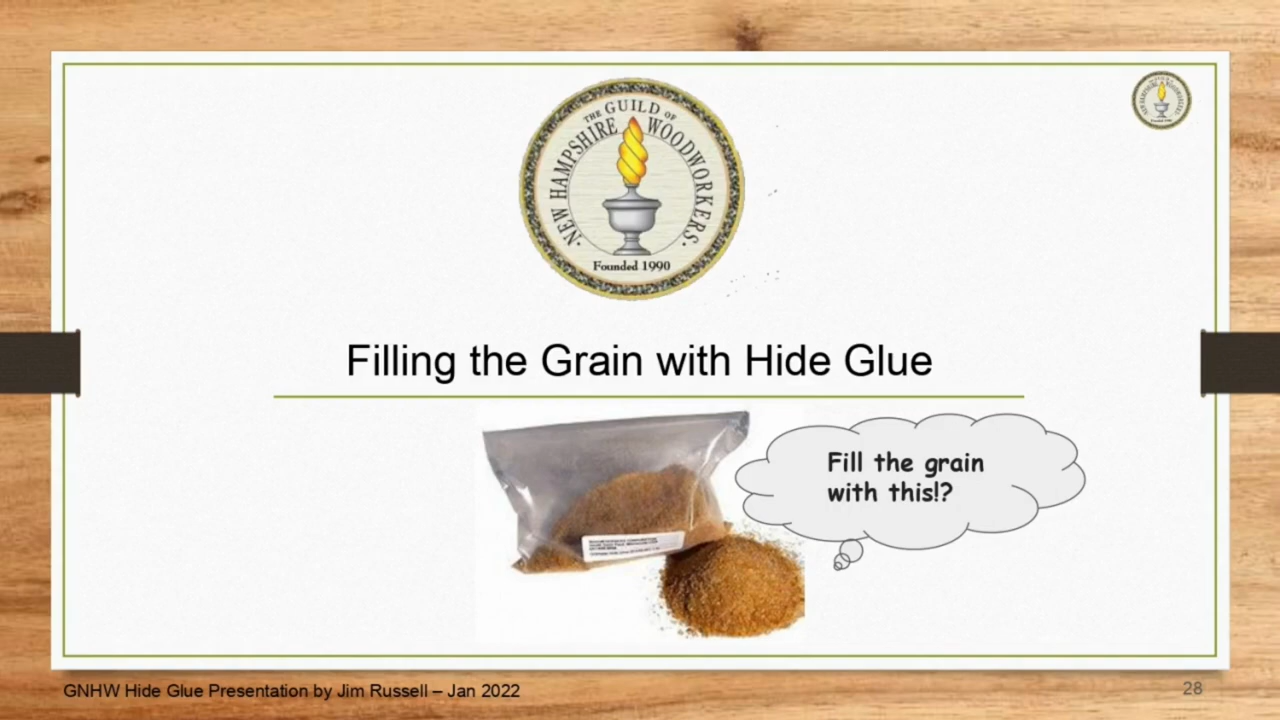 THE GUILD OF
NEW HAMPSHIRE WOODWORKERS
Founded 1990
Filling the Grain with Hide Glue
Fill the grain
with this!?
GNHW Hide Glue Presentation by Jim Russell – Jan 2022
28